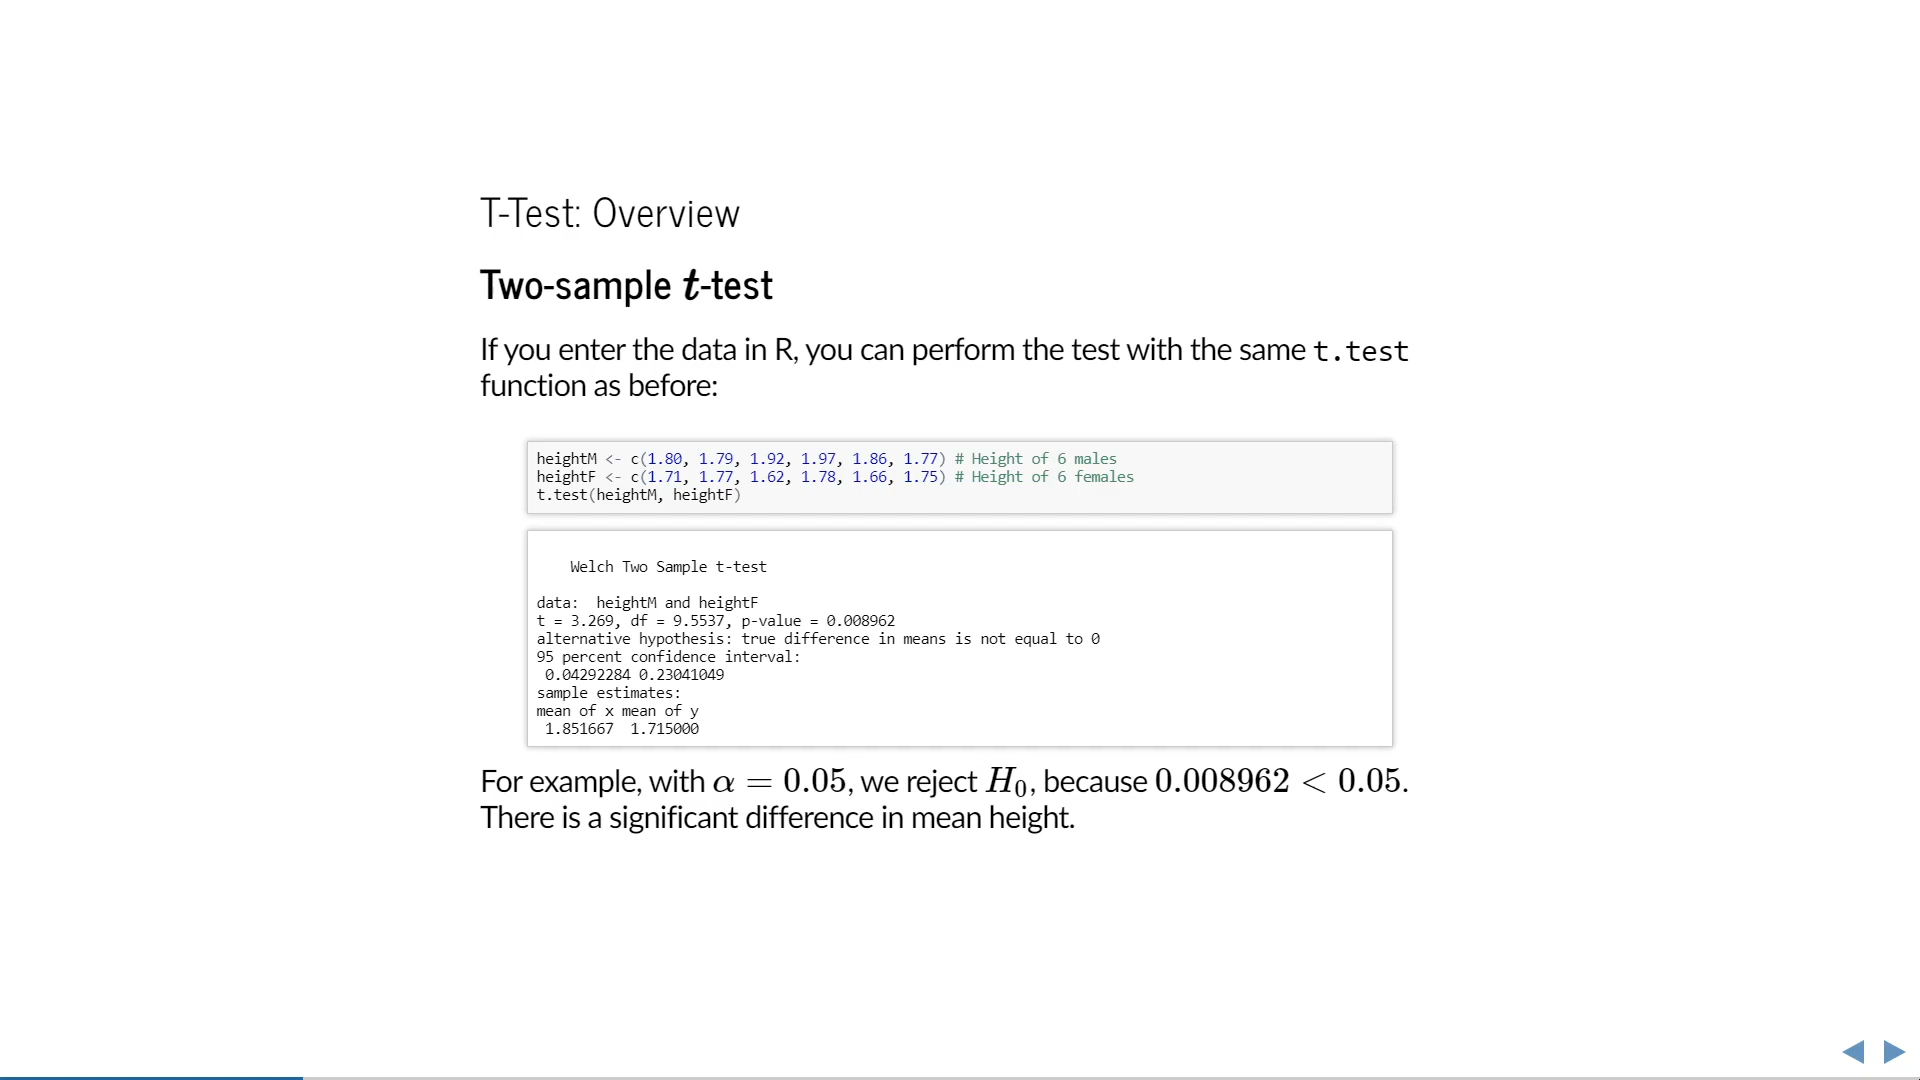 T-Test: Overview
Two-sample t-test
If you enter the data in R, you can perform the test with the same t.test
function as before:
heightM <- c(1.80, 1.79, 1.92, 1.97, 1.86, 1.77) # Height of 6 males
heightF <- c(1.71, 1.77, 1.62, 1.78, 1.66, 1.75) # Height of 6 females
t.test(heightM, heightF)
Welch Two Sample t-test
data:  heightM and heightF
t = 3.269, df = 9.5537, p-value = 0.008962
alternative hypothesis: true difference in means is not equal to 0
95 percent confidence interval:
0.04292284 0.23041049
sample estimates:
mean of x mean of y
1.851667  1.715000
For example, with α = 0.05, we reject H₀, because 0.008962 < 0.05.
There is a significant difference in mean height.